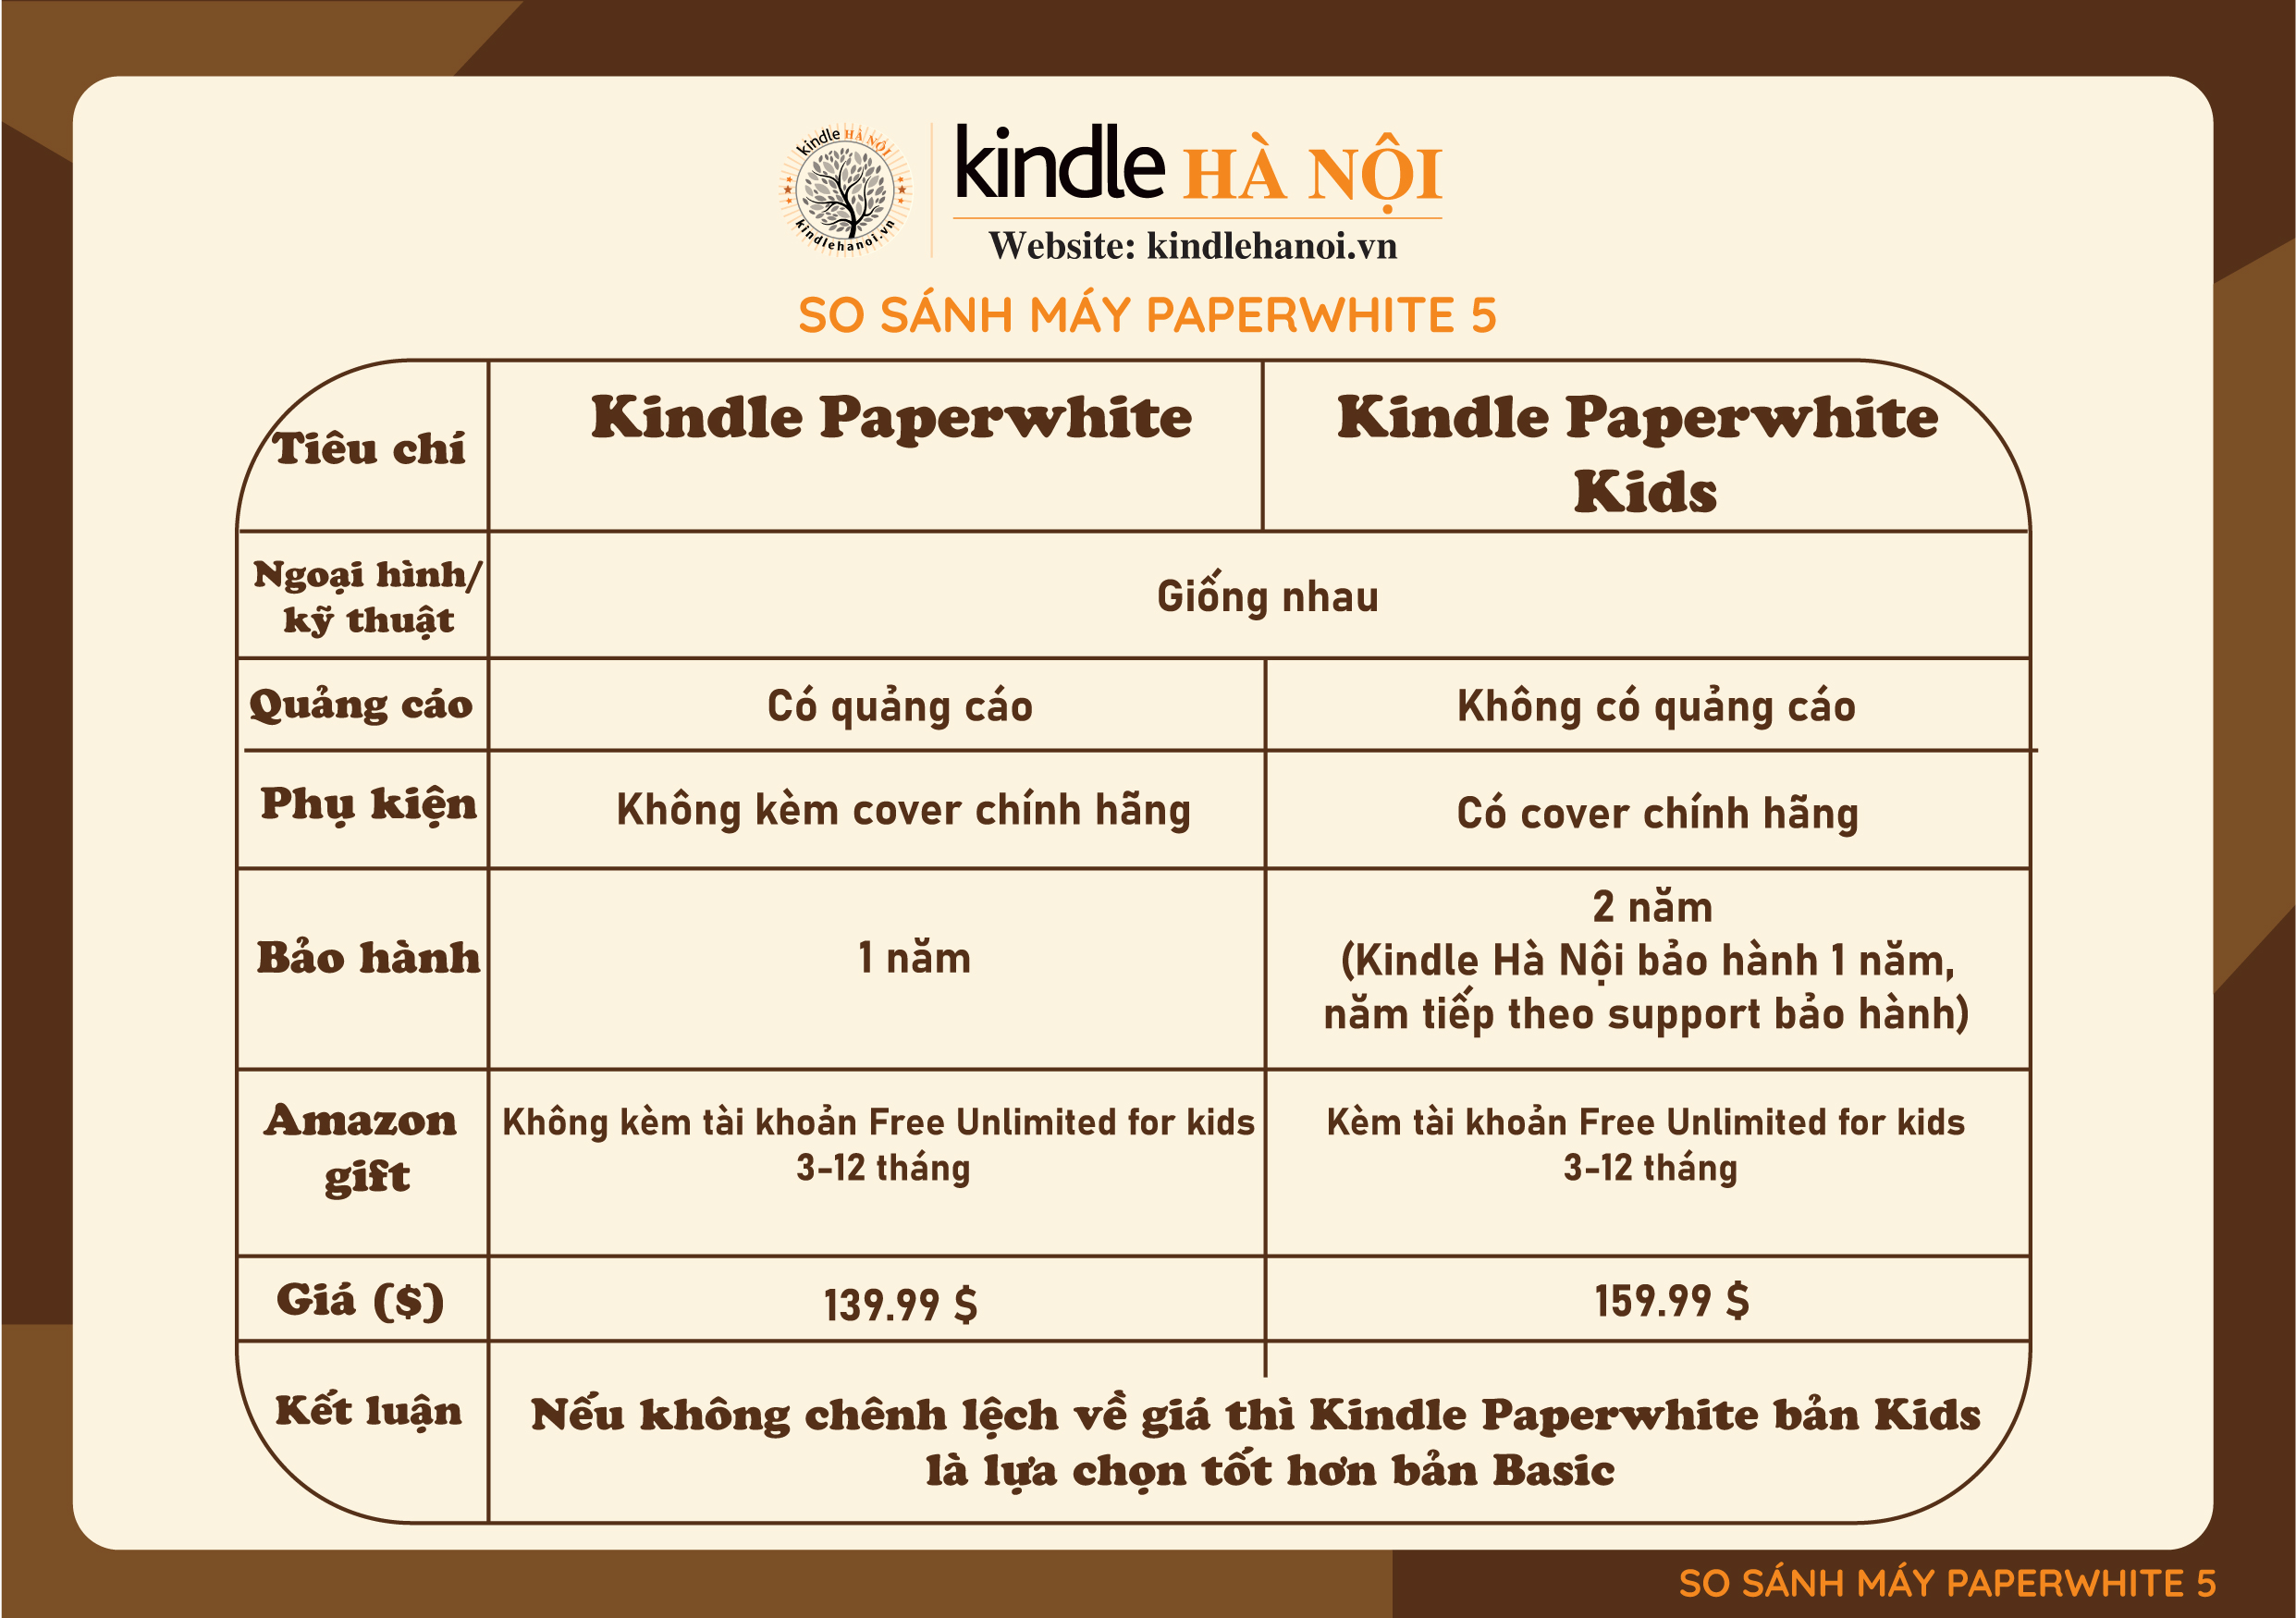 kindle HÀ NỘI
kindlehanoi.vn
kindle HÀ NỘI
Website: kindlehanoi.vn
SO SÁNH MÁY PAPERWHITE 5
Tiêu chí
Kindle Paperwhite
Kindle Paperwhite
Kids
Ngoại hình/
kỹ thuật
Giống nhau
Quảng cáo
Có quảng cáo
Không có quảng cáo
Phụ kiện
Không kèm cover chính hãng
Có cover chính hãng
Bảo hành
1 năm
2 năm
(Kindle Hà Nội bảo hành 1 năm,
năm tiếp theo support bảo hành)
Amazon
gift
Không kèm tài khoản Free Unlimited for kids
3-12 tháng
Kèm tài khoản Free Unlimited for kids
3-12 tháng
Giá ($)
139.99 $
159.99 $
Kết luận
Nếu không chênh lệch về giá thì Kindle Paperwhite bản Kids
là lựa chọn tốt hơn bản Basic
SO SÁNH MÁY PAPERWHITE 5